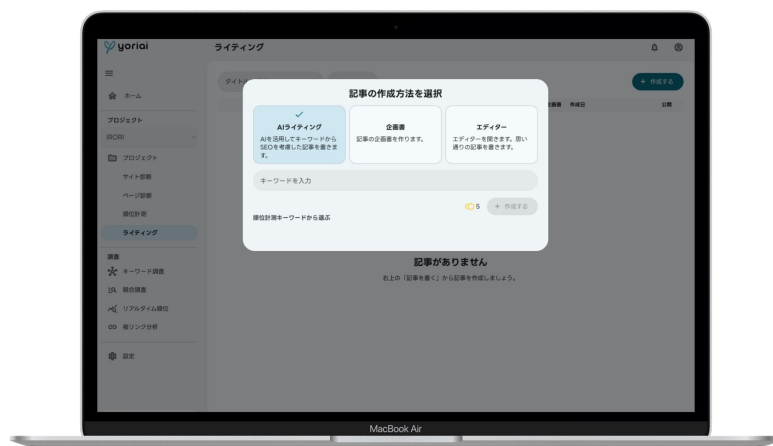 yoriai
ライティング
ホーム
タイトル
+ 作成する
プロジェクト
企画書 作成日 公開
IRORI
プロジェクト
サイト診断
ページ診断
順位計測
ライティング
調査
キーワード調査
競合調査
リアルタイム順位
被リンク分析
設定
記事の作成方法を選択
AIライティング
AIを活用してキーワードから
SEOを考慮した記事を書きま
す。
企画書
記事の企画書を作ります。
エディター
エディターを開きます。思い
通りの記事を書きます。
キーワードを入力
5
+ 作成する
順位計測キーワードから選ぶ
記事がありません
右上の「記事を書く」から記事を作成しましょう。
MacBook Air